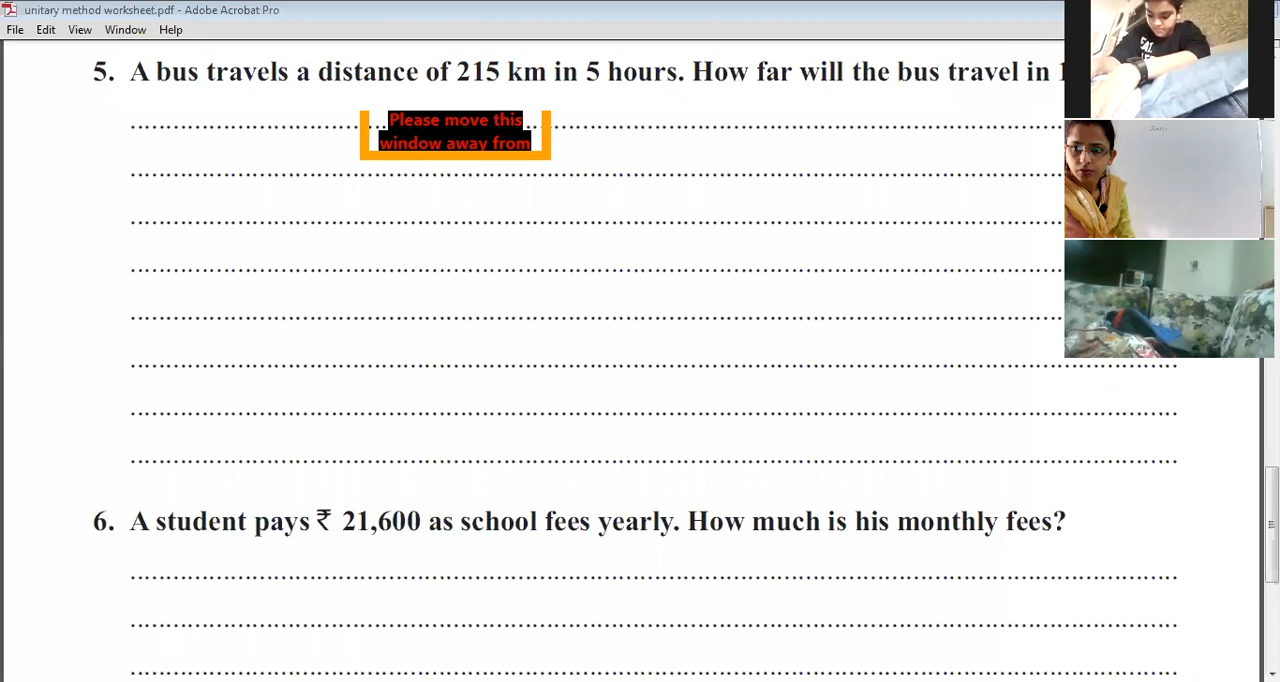 unitary method worksheet.pdf - Adobe Acrobat Pro
File Edit View Window Help
5. A bus travels a distance of 215 km in 5 hours. How far will the bus travel in
Please move this
window away from
6. A student pays ₹ 21,600 as school fees yearly. How much is his monthly fees?